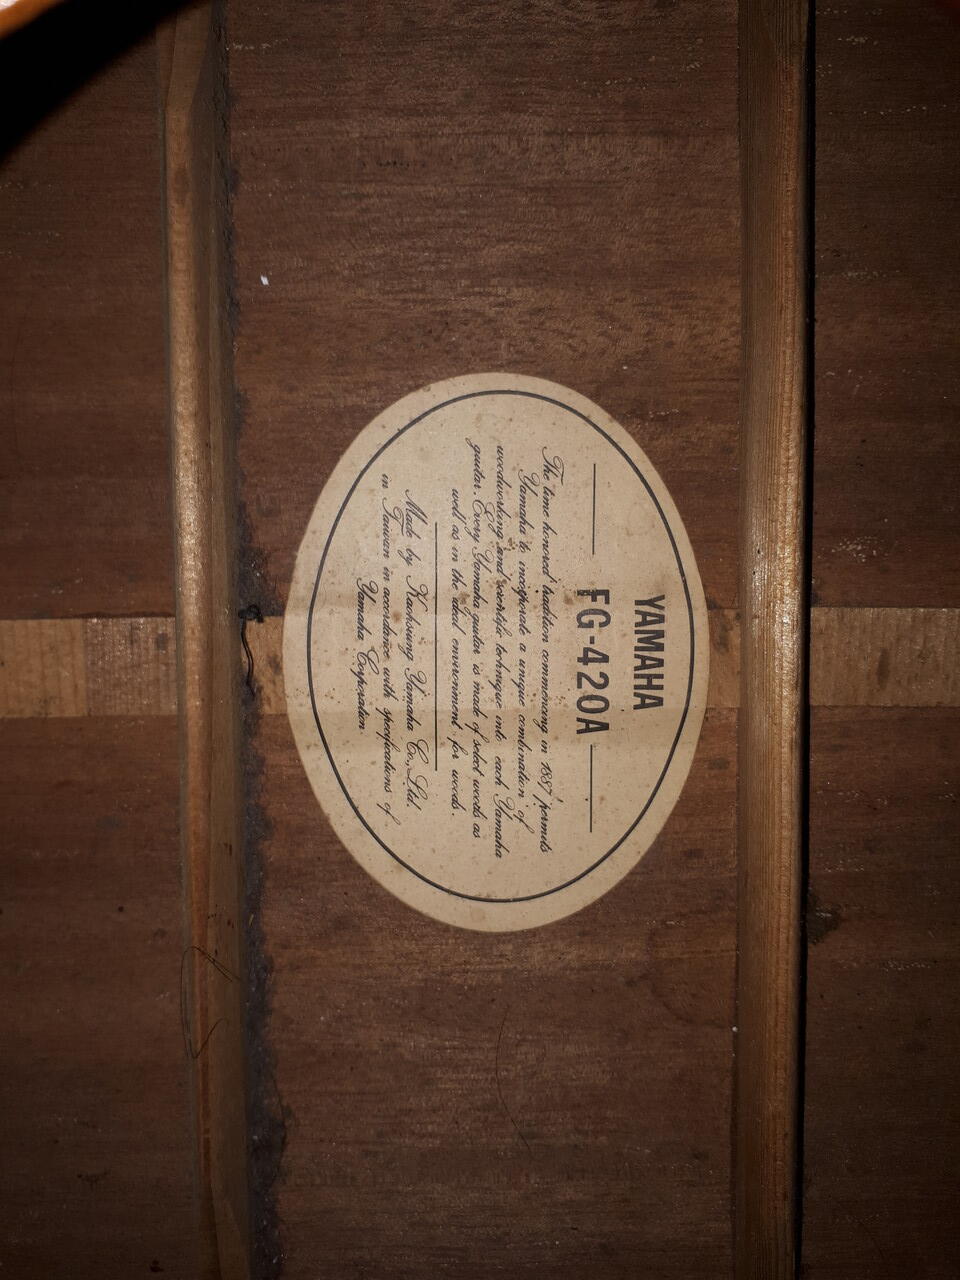 YAMAHA
FG-420A
The time honored tradition commencing in 1887 permits
Yamaha to incorporate a unique combination of
woodworking and scientific technique into each Yamaha
guitar. Every Yamaha guitar is made of select woods as
well as in the ideal environment for woods.
Made by Kaohsiung Yamaha Co., Ltd.
in Taiwan in accordance with specifications of
Yamaha Corporation